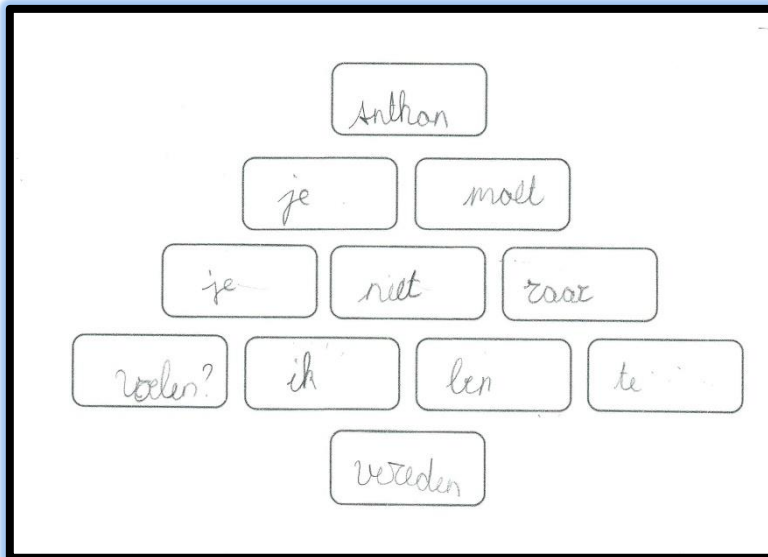 anthon
je moet
je niet raar
voelen? ik ben te
vereden